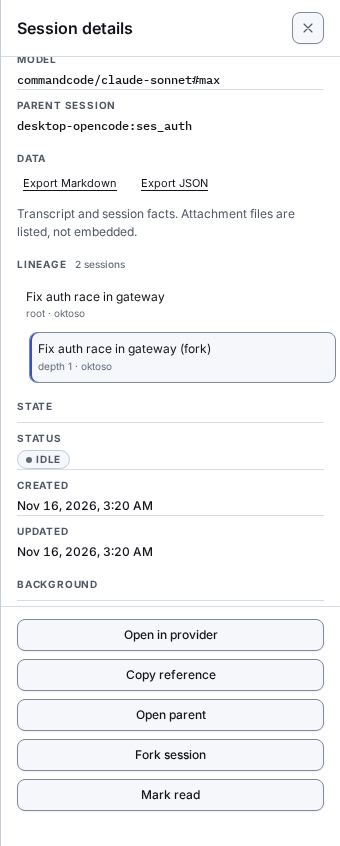 Session details
MODEL
commandcode/claude-sonnet#max
PARENT SESSION
desktop-opencode:ses_auth
DATA
Export Markdown Export JSON
Transcript and session facts. Attachment files are
listed, not embedded.
LINEAGE 2 sessions
Fix auth race in gateway
root · oktoso
Fix auth race in gateway (fork)
depth 1 · oktoso
STATE
STATUS
IDLE
CREATED
Nov 16, 2026, 3:20 AM
UPDATED
Nov 16, 2026, 3:20 AM
BACKGROUND
Open in provider
Copy reference
Open parent
Fork session
Mark read